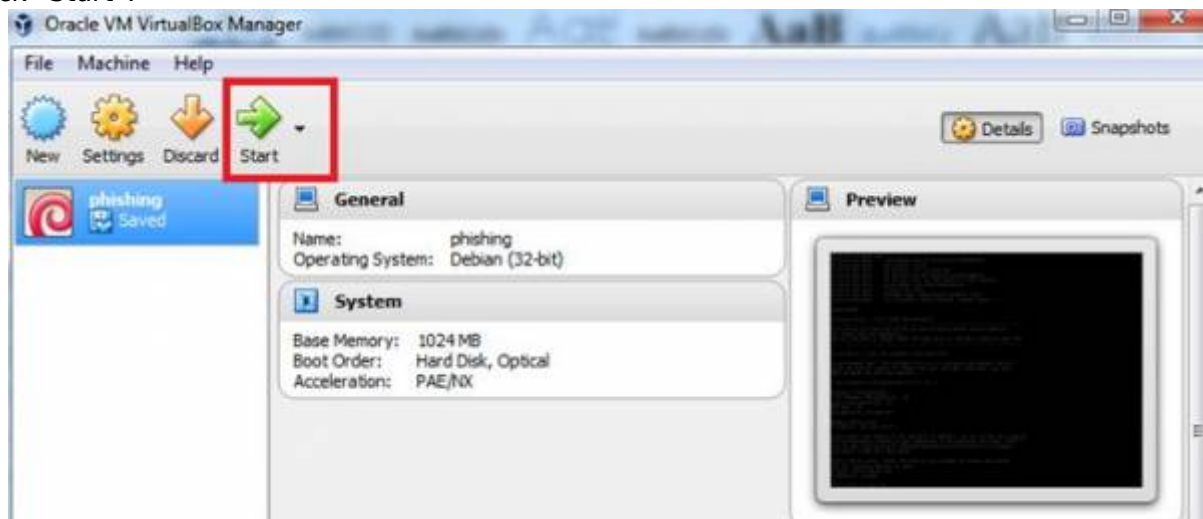 "Start".
Oracle VM VirtualBox Manager
File Machine Help
New Settings Discard Start
Details Snapshots
phishing
Saved
General
Name: phishing
Operating System: Debian (32-bit)
System
Base Memory: 1024 MB
Boot Order: Hard Disk, Optical
Acceleration: PAE/NX
Preview